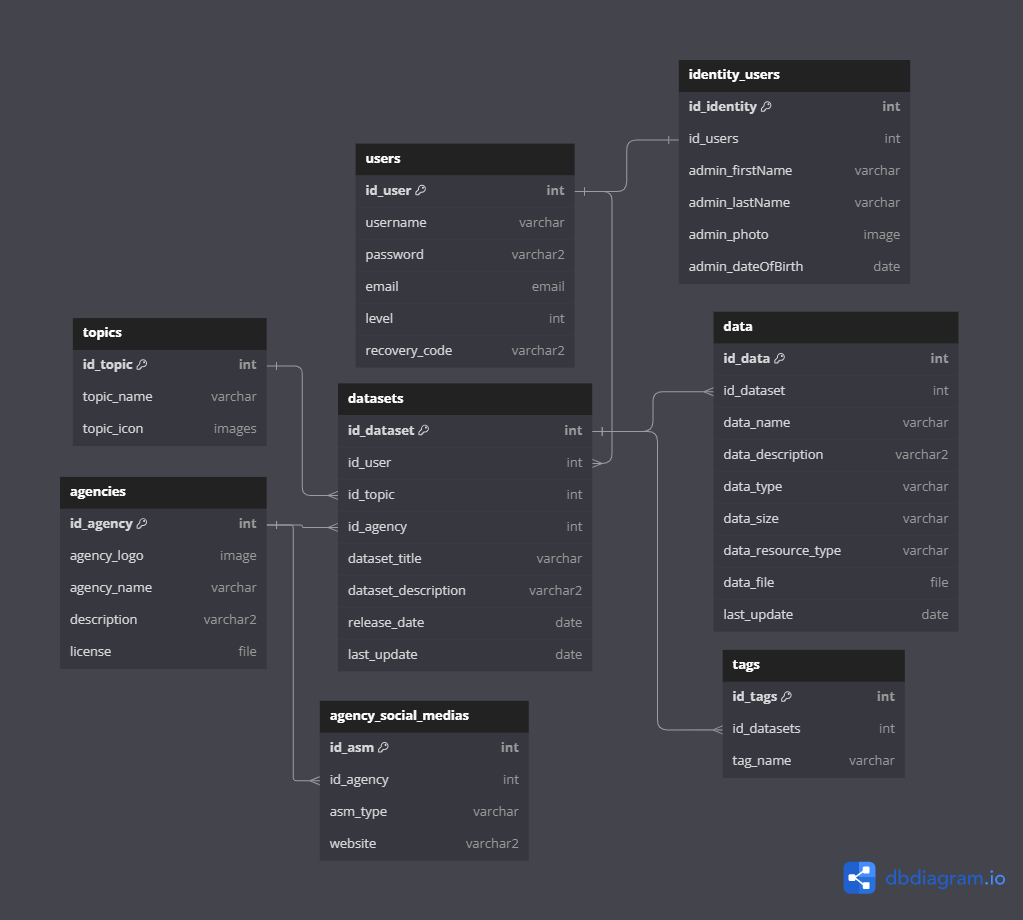 identity_users
id_identity int
id_users int
admin_firstName varchar
admin_lastName varchar
admin_photo image
admin_dateOfBirth date
users
id_user int
username varchar
password varchar2
email email
level int
recovery_code varchar2
topics
id_topic int
topic_name varchar
topic_icon images
data
id_data int
id_dataset int
data_name varchar
data_description varchar2
data_type varchar
data_size varchar
data_resource_type varchar
data_file file
last_update date
datasets
id_dataset int
id_user int
id_topic int
id_agency int
dataset_title varchar
dataset_description varchar2
release_date date
last_update date
agencies
id_agency int
agency_logo image
agency_name varchar
description varchar2
license file
tags
id_tags int
id_datasets int
tag_name varchar
agency_social_medias
id_asm int
id_agency int
asm_type varchar
website varchar2
dbdiagram.io